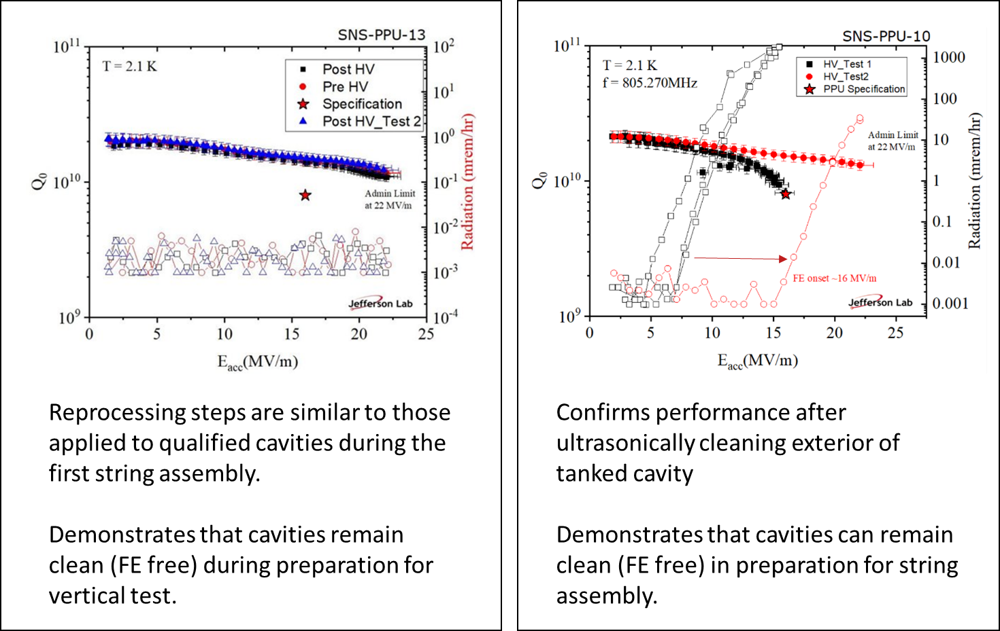 SNS-PPU-13
10^11
10^10
10^9
Q0
T = 2.1 K
Post HV
Pre HV
Specification
Post HV_Test 2
Admin Limit
at 22 MV/m
Jefferson Lab
10^2
10^1
10^0
10^-1
10^-2
10^-3
10^-4
Radiation (mrem/hr)
0 5 10 15 20 25
Eacc(MV/m)
Reprocessing steps are similar to those
applied to qualified cavities during the
first string assembly.
Demonstrates that cavities remain
clean (FE free) during preparation for
vertical test.
SNS-PPU-10
10^11
10^10
10^9
Q0
T = 2.1 K
f = 805.270MHz
HV_Test 1
HV_Test2
PPU Specification
Admin Limit
at 22 MV/m
FE onset ~16 MV/m
Jefferson Lab
1000
100
10
1
0.1
0.01
0.001
Radiation (mrem/hr)
0 5 10 15 20 25
Eacc(MV/m)
Confirms performance after
ultrasonically cleaning exterior of
tanked cavity
Demonstrates that cavities can remain
clean (FE free) in preparation for string
assembly.